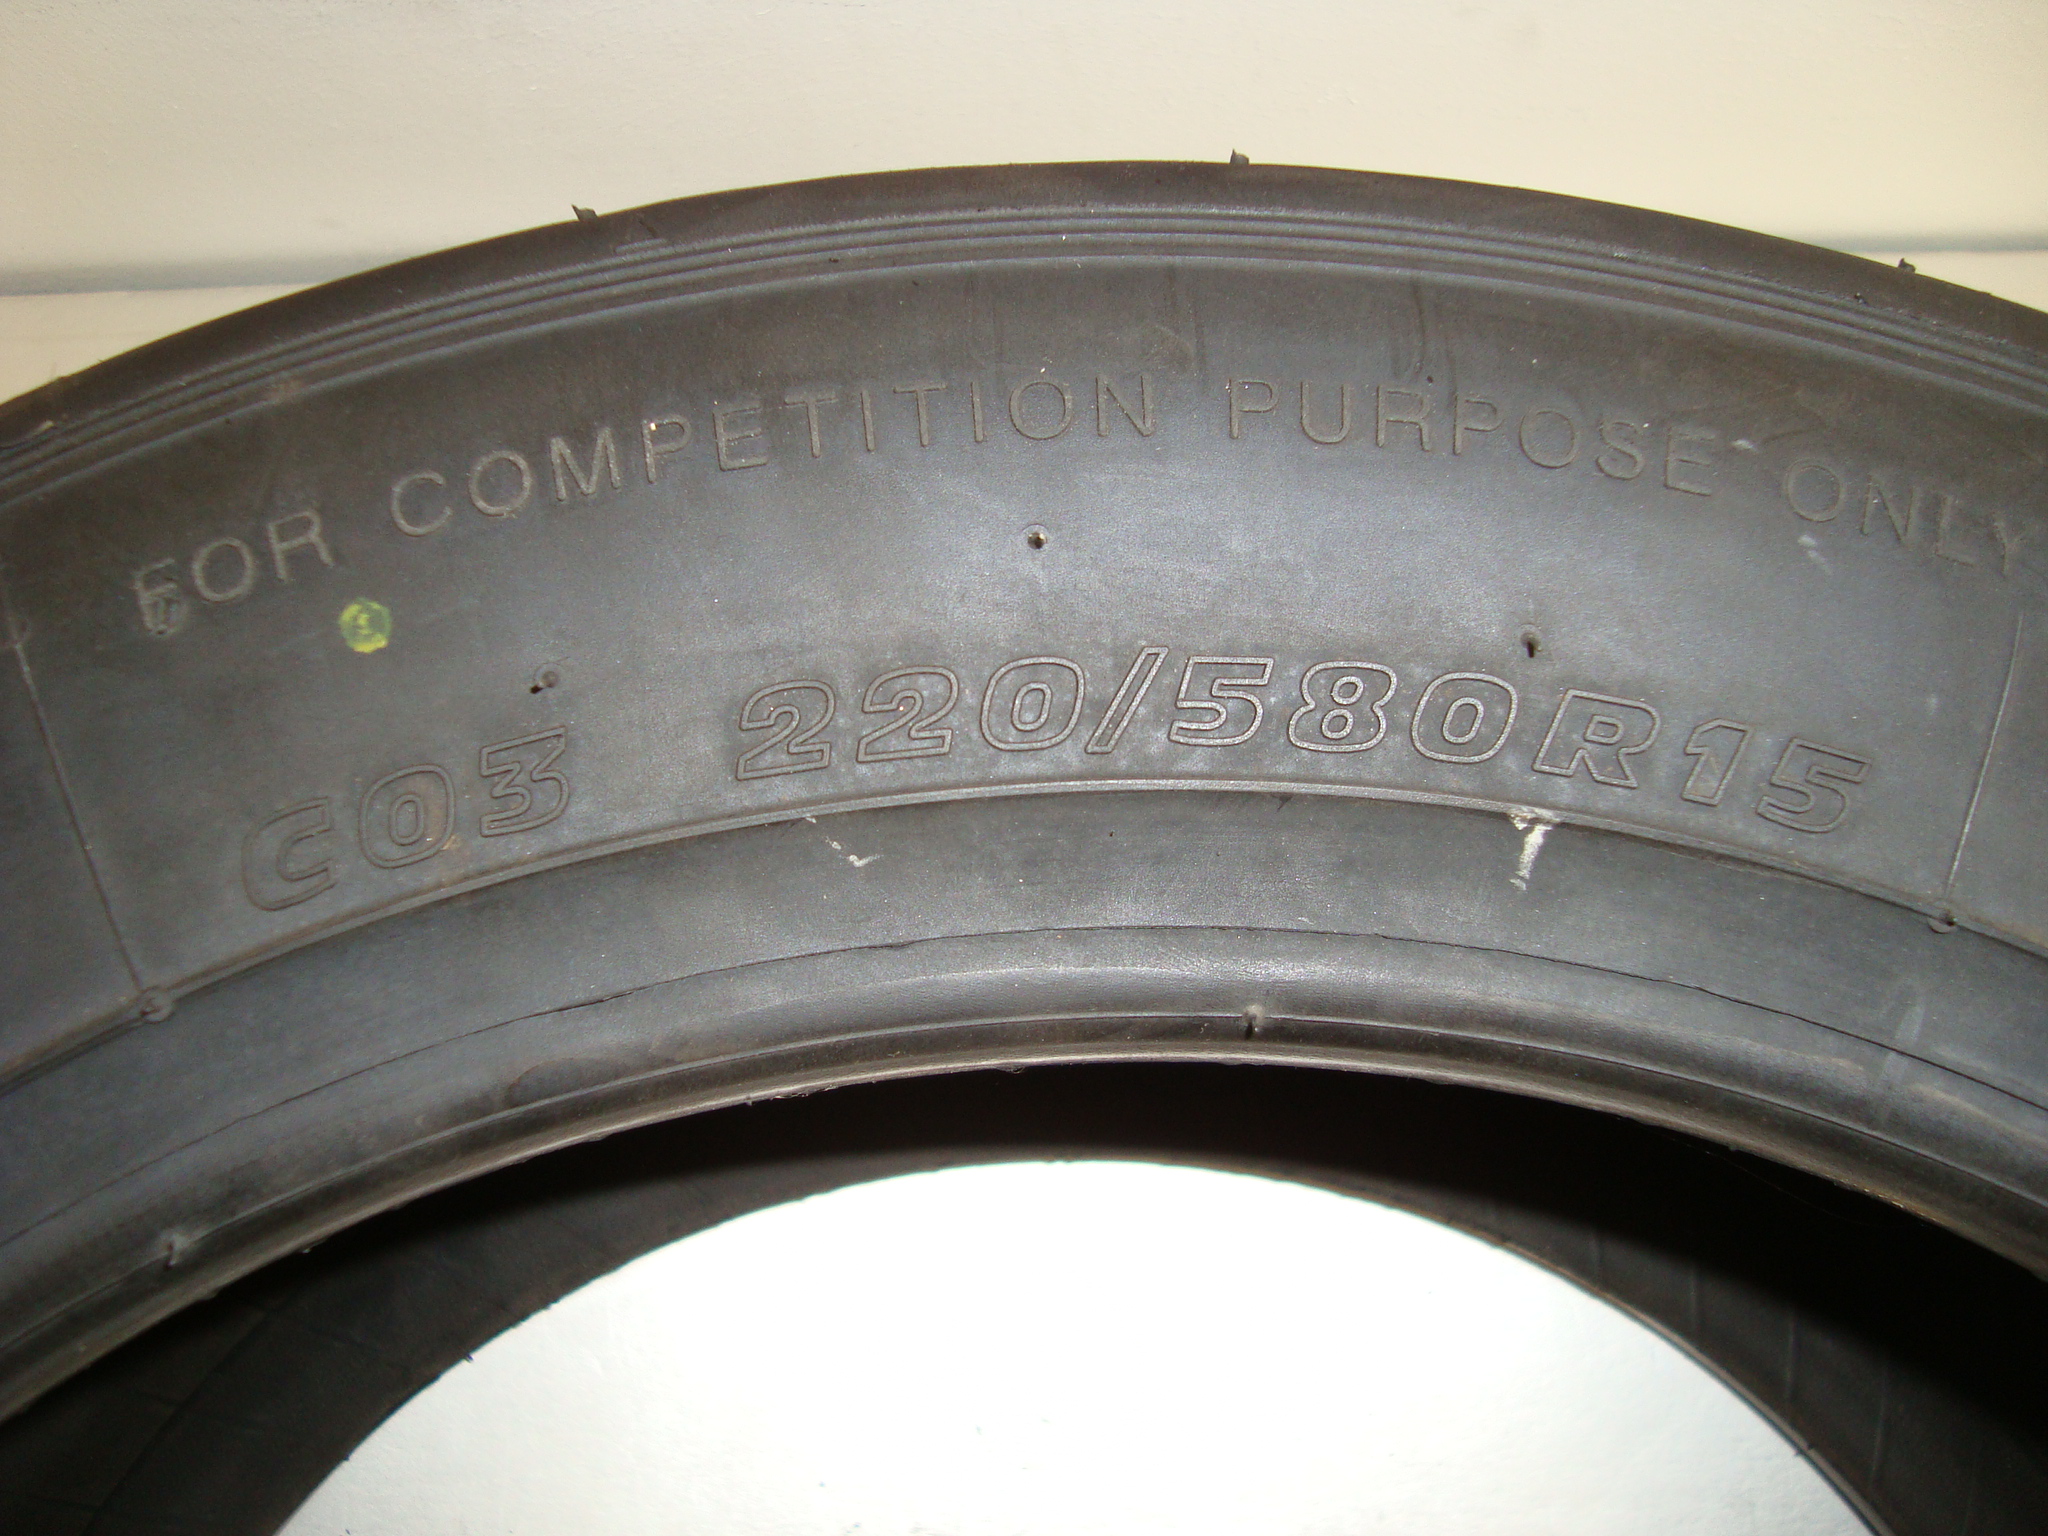 FOR COMPETITION PURPOSE ONLY
C03 220/580R15